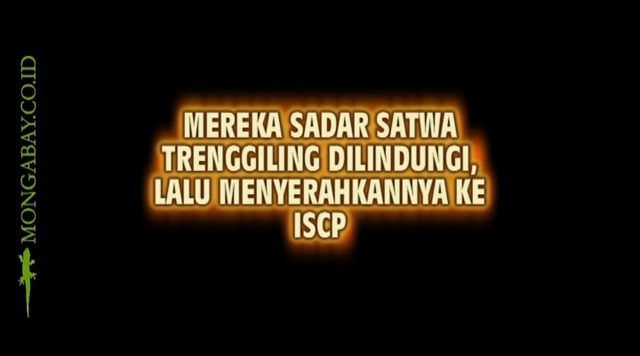 MONGABAY.CO.ID
MEREKA SADAR SATWA
TRENGGILING DILINDUNGI,
LALU MENYERAHKANNYA KE
ISCP